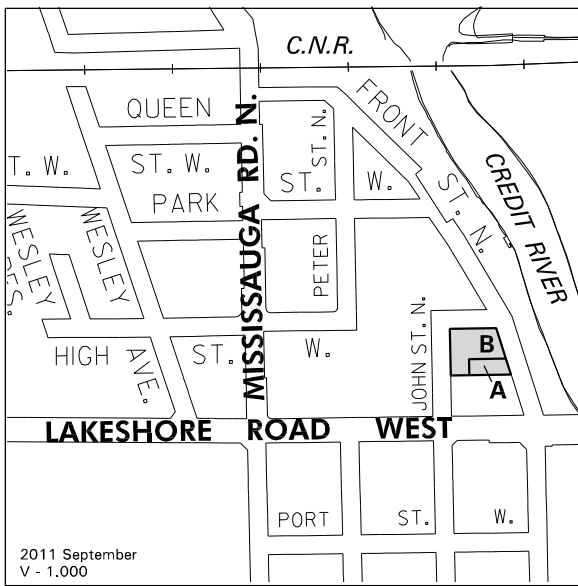 C.N.R.
QUEEN
ST. W.
T. W.
FRONT
ST. N.
CREDIT RIVER
MISSISSAUGA RD. N.
ST. N.
PETER
ST. W.
PARK
WESLEY
WESLEY
RES.
AVE.
HIGH
ST. W.
JOHN ST. N.
B
A
LAKESHORE ROAD WEST
PORT ST. W.
2011 September
V - 1.000